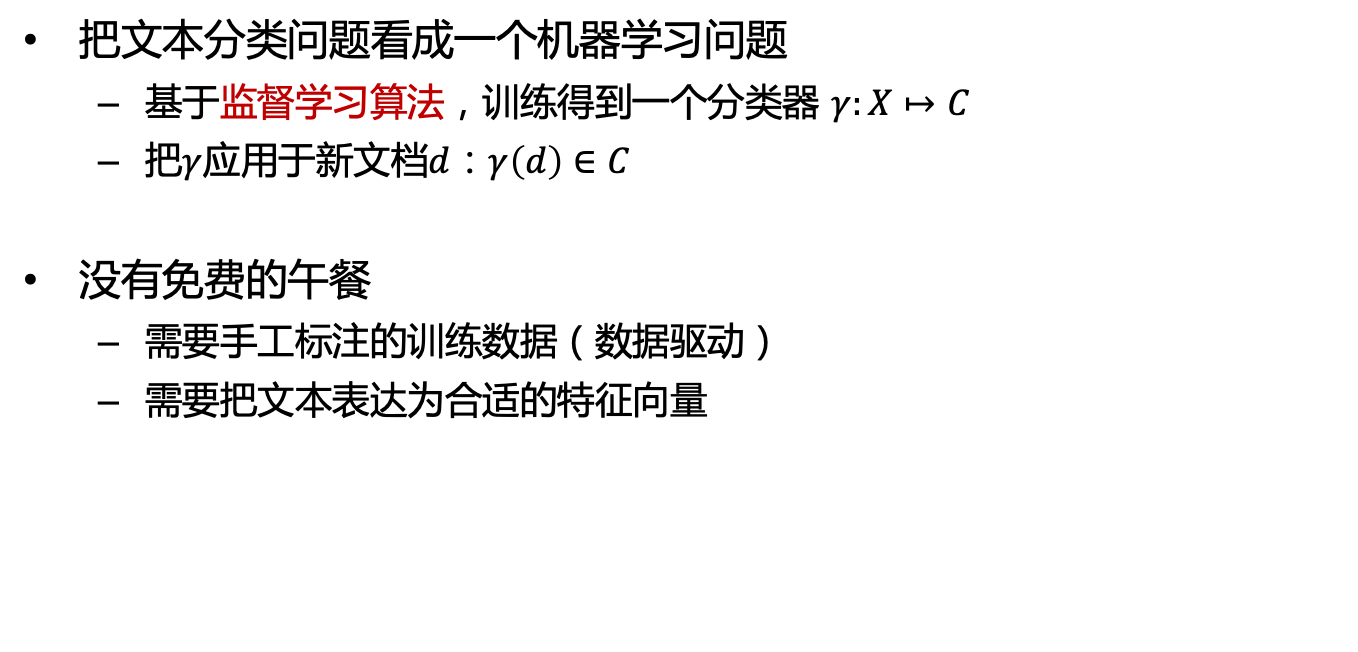 • 把文本分类问题看成一个机器学习问题
– 基于监督学习算法，训练得到一个分类器 γ: X ↦ C
– 把γ应用于新文档d：γ(d) ∈ C
• 没有免费的午餐
– 需要手工标注的训练数据（数据驱动）
– 需要把文本表达为合适的特征向量